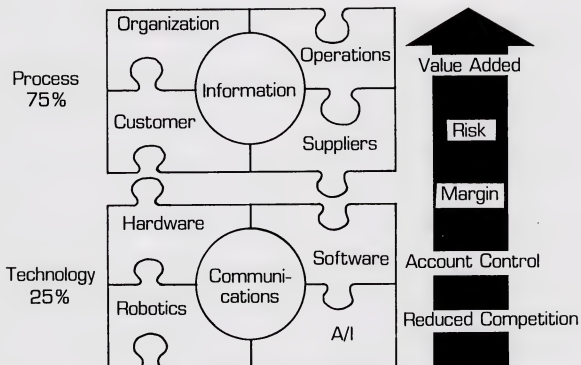 Organization
Operations
Process
75%
Information
Customer
Suppliers
Hardware
Software
Technology
25%
Communi-
cations
Robotics
A/I
Value Added
Risk
Margin
Account Control
Reduced Competition